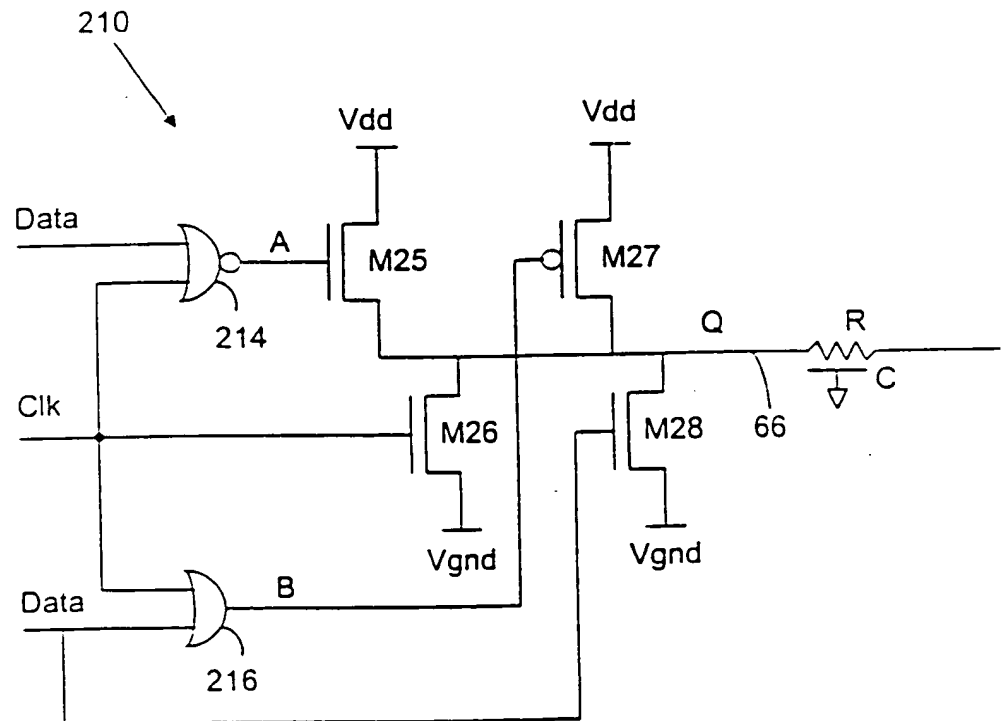 210
Vdd
Vdd
Data
A
M25
M27
214
Q
R
Clk
M26
M28
66
C
Vgnd
Vgnd
Data
B
216